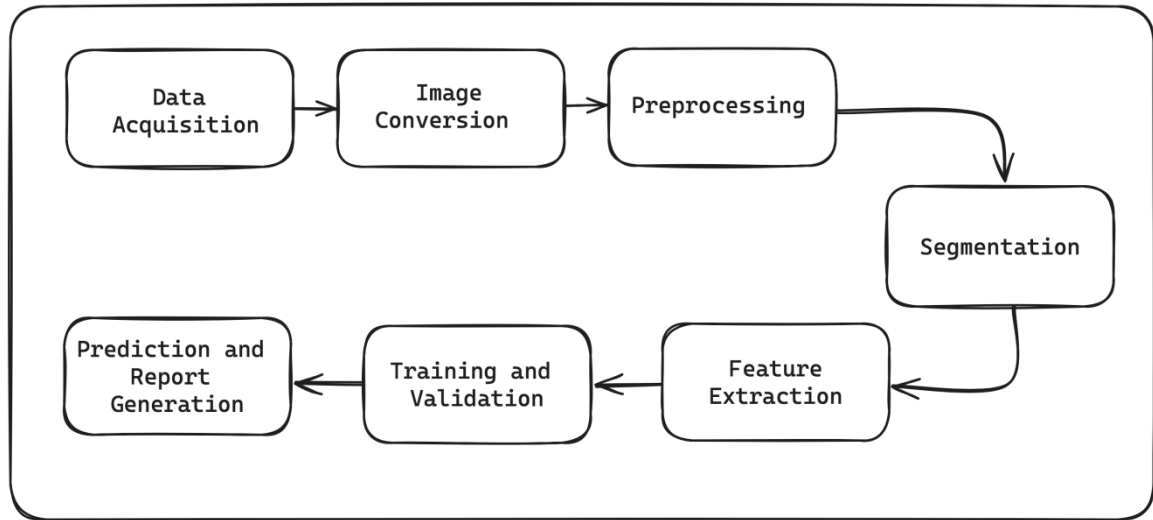 Data
Acquisition
Image
Conversion
Preprocessing
Segmentation
Feature
Extraction
Training and
Validation
Prediction and
Report
Generation